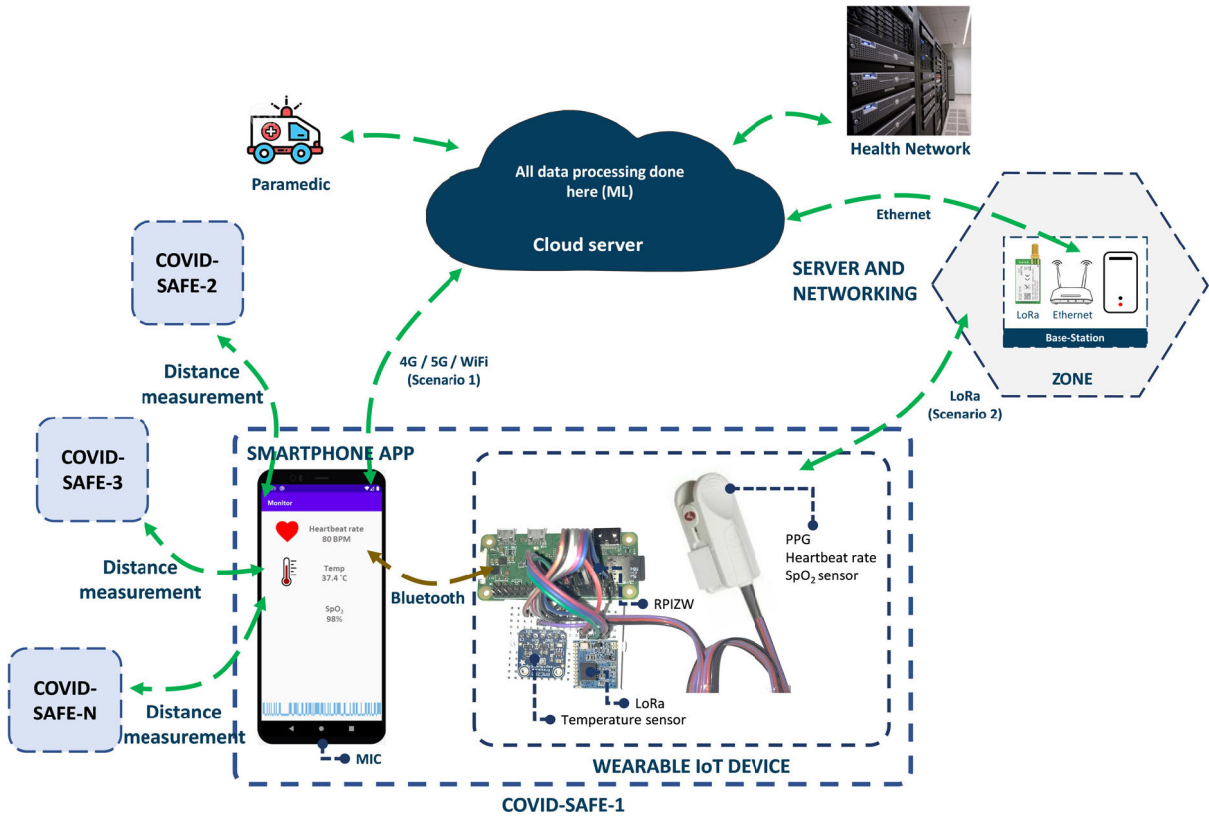 Health Network
Paramedic
All data processing done
here (ML)
Cloud server
Ethernet
SERVER AND
NETWORKING
LoRa
Ethernet
Base-Station
ZONE
LoRa
(Scenario 2)
4G / 5G / WiFi
(Scenario 1)
COVID-
SAFE-2
Distance
measurement
COVID-
SAFE-3
Distance
measurement
COVID-
SAFE-N
Distance
measurement
SMARTPHONE APP
Monitor
Heartbeat rate
80 BPM
Temp
37.4 °C
SpO₂
98%
MIC
Bluetooth
PPG
Heartbeat rate
SpO₂ sensor
RPIZW
LoRa
Temperature sensor
WEARABLE IoT DEVICE
COVID-SAFE-1